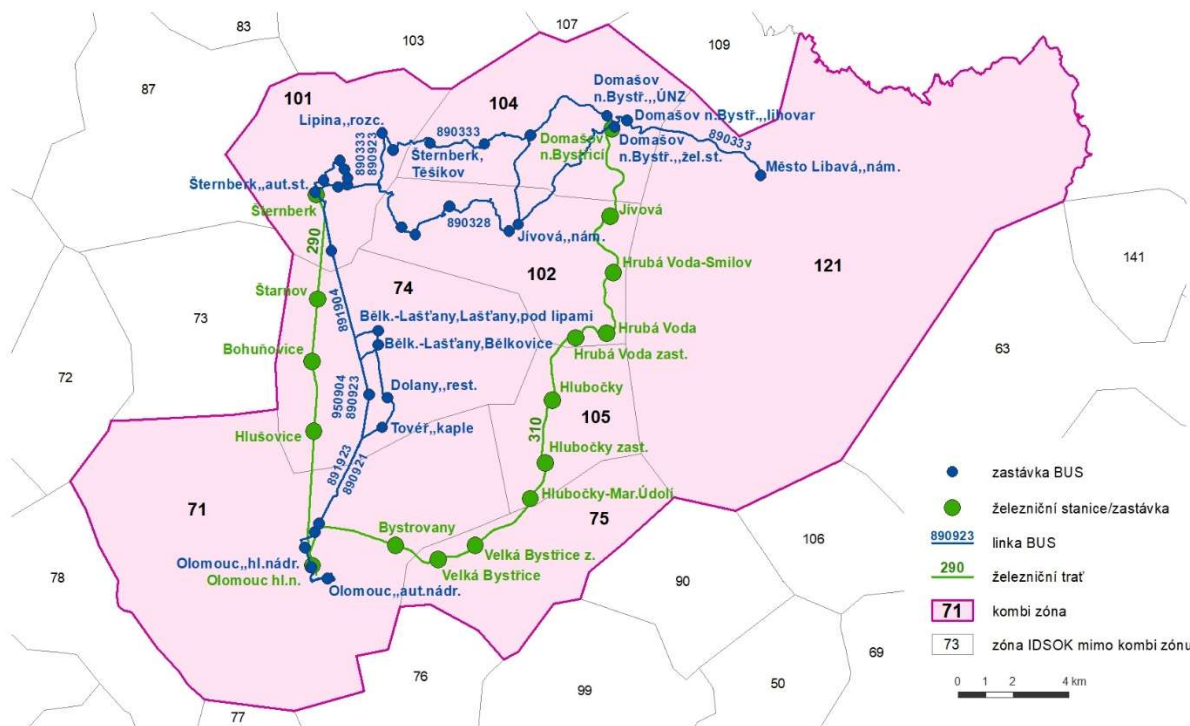 83
103
107
109
87
101
104
Lipina,,rozc.
890333
890923
Šternberk,
Těšíkov
Domašov
n.Bystř.,,ÚNZ
Domašov n.Bystř.,,lihovar
Domašov
n.Bystřicí
Domašov
n.Bystř.,,žel.st.
890333
Město Libavá,,nám.
Šternberk,,aut.st.
Šternberk
890328
Jívová,,nám.
Jívová
290
102
Hrubá Voda-Smilov
121
141
Štarnov
74
73
891904
Bělk.-Lašťany,Lašťany,pod lipami
Bělk.-Lašťany,Bělkovice
Hrubá Voda
Hrubá Voda zast.
63
72
Bohuňovice
950904
890923
Dolany,,rest.
Hlubočky
105
Hlušovice
Tovéř,,kaple
310
Hlubočky zast.
891923
890921
Hlubočky-Mar.Údolí
71
75
Bystrovany
Velká Bystřice z.
Velká Bystřice
106
78
Olomouc,,hl.nádr.
Olomouc hl.n.
Olomouc,,aut.nádr.
90
69
76
99
50
77
zastávka BUS
železniční stanice/zastávka
890923 linka BUS
290 železniční trať
71 kombi zóna
73 zóna IDSOK mimo kombi zónu
0 1 2 4 km